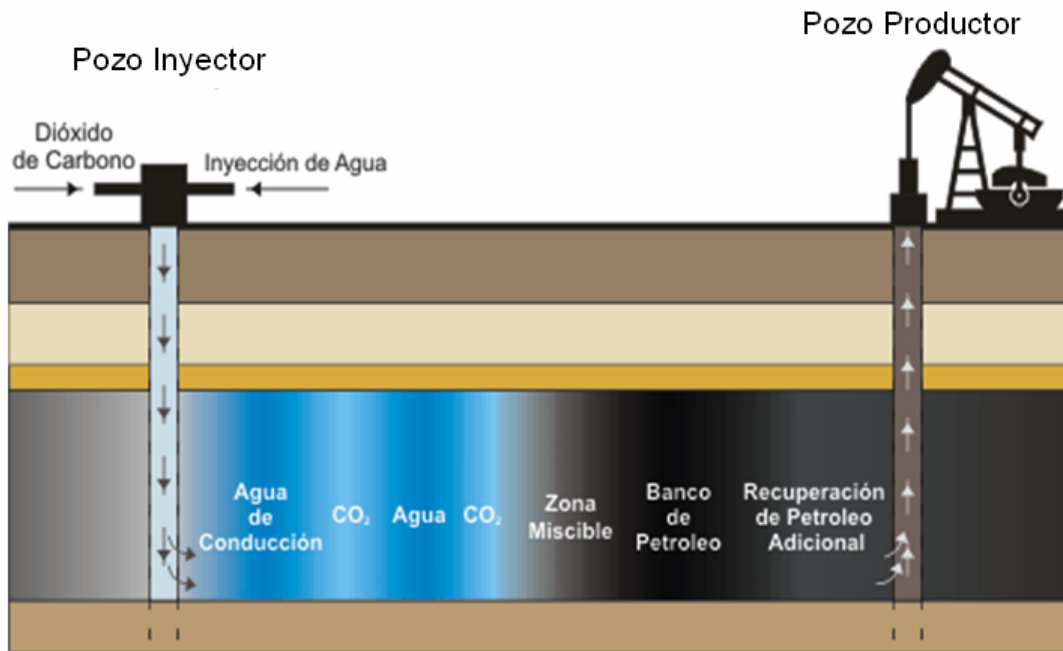 Pozo Productor
Pozo Inyector
Dióxido
de Carbono
Inyección de Agua
Agua
de
Conducción
CO₂
Agua
CO₂
Zona
Miscible
Banco
de
Petroleo
Recuperación
de Petroleo
Adicional